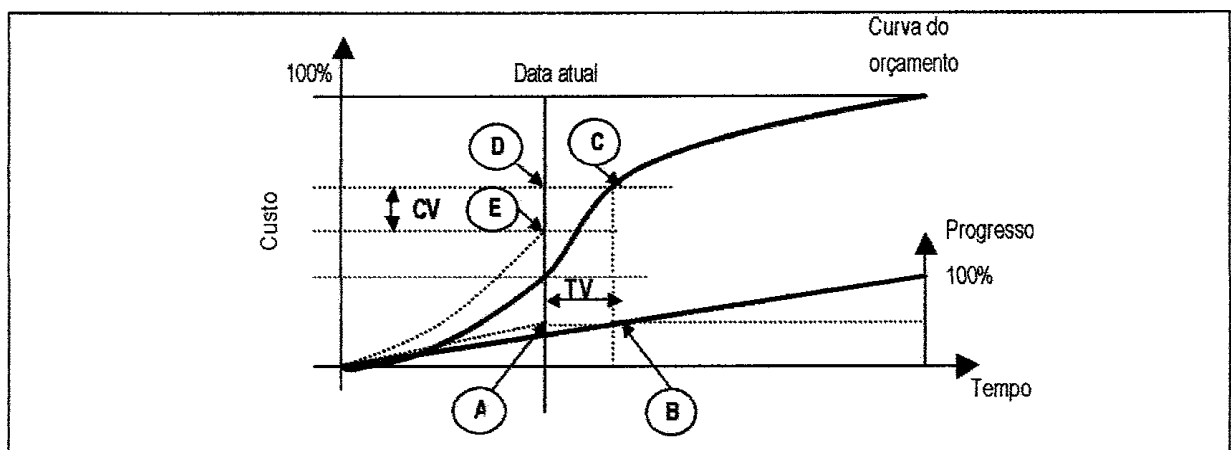 Curva do
orçamento
100%
Data atual
D
C
CV
E
Custo
Progresso
100%
TV
Tempo
A
B